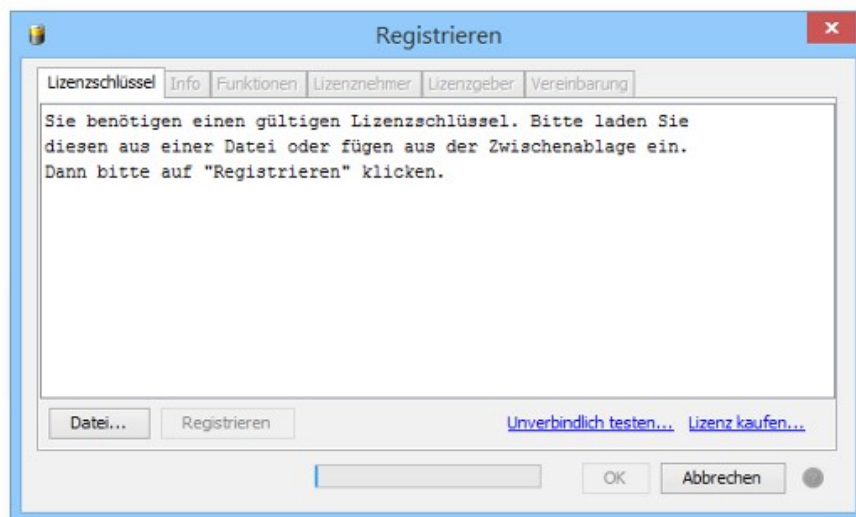 Registrieren
Lizenzschlüssel Info Funktionen Lizenznehmer Lizenzgeber Vereinbarung
Sie benötigen einen gültigen Lizenzschlüssel. Bitte laden Sie
diesen aus einer Datei oder fügen aus der Zwischenablage ein.
Dann bitte auf "Registrieren" klicken.
Datei... Registrieren Unverbindlich testen... Lizenz kaufen...
OK Abbrechen